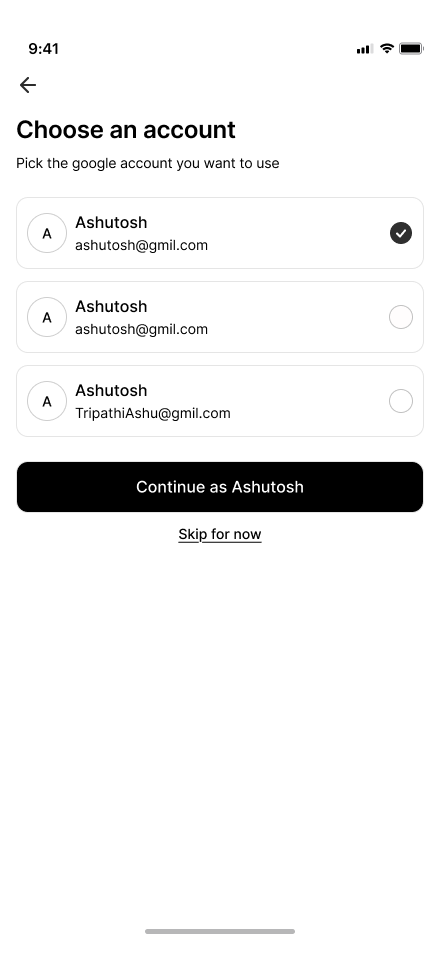 9:41
Choose an account
Pick the google account you want to use
A
Ashutosh
ashutosh@gmil.com
A
Ashutosh
ashutosh@gmil.com
A
Ashutosh
TripathiAshu@gmil.com
Continue as Ashutosh
Skip for now